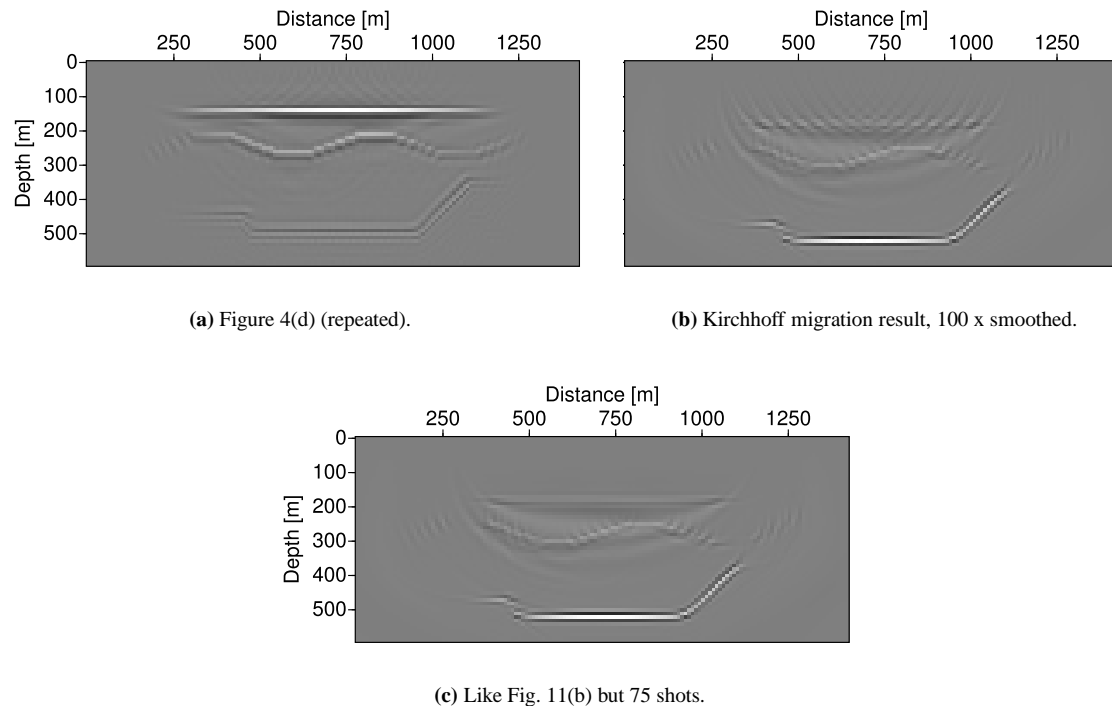 Distance [m]
250 500 750 1000 1250
0
100
200
300
400
500
Depth [m]
(a) Figure 4(d) (repeated).
Distance [m]
250 500 750 1000 1250
(b) Kirchhoff migration result, 100 x smoothed.
Distance [m]
250 500 750 1000 1250
0
100
200
300
400
500
Depth [m]
(c) Like Fig. 11(b) but 75 shots.